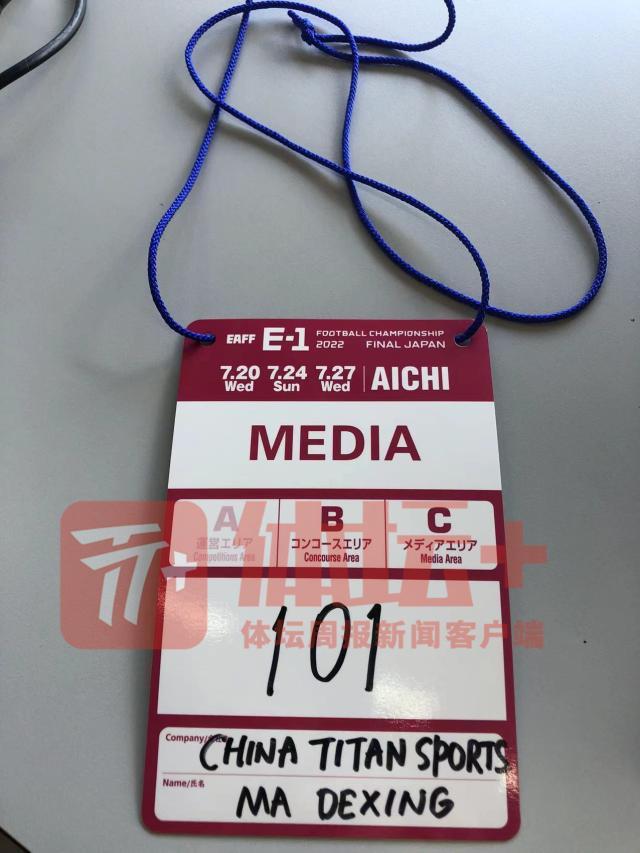 EAFF E-1 FOOTBALL CHAMPIONSHIP
2022 FINAL JAPAN
7.20 7.24 7.27 AICHI
Wed Sun Wed
MEDIA
A B C
運営エリア コンコースエリア メディアエリア
Competitions Area Concourse Area Media Area
体坛+
体坛周报新闻客户端
101
Company/
CHINA TITAN SPORTS
Name/氏名
MA DEXING